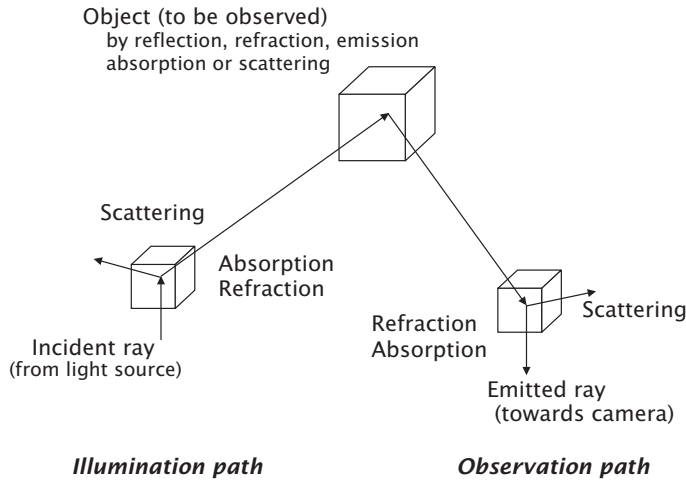 Object (to be observed)
by reflection, refraction, emission
absorption or scattering
Scattering
Absorption
Refraction
Incident ray
(from light source)
Refraction
Absorption
Scattering
Emitted ray
(towards camera)
Illumination path
Observation path